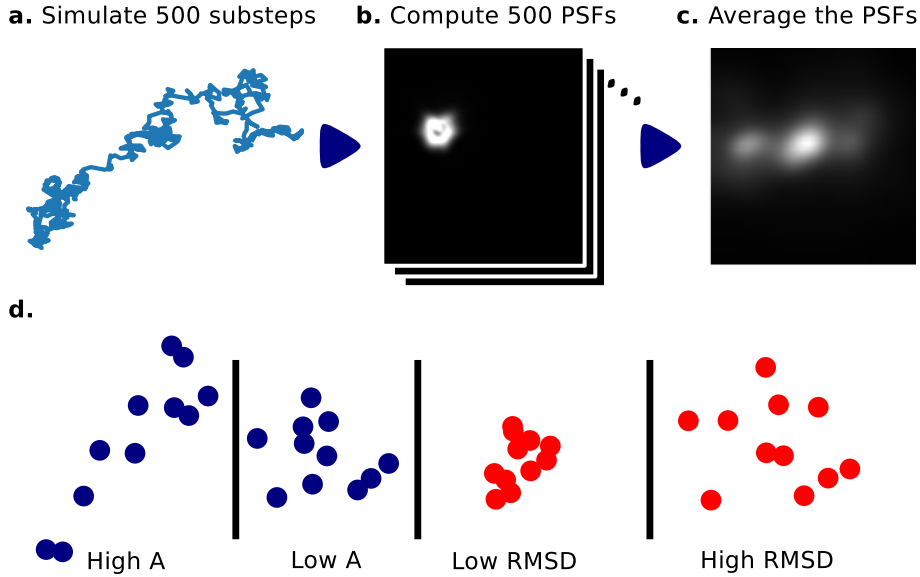 a. Simulate 500 substeps
b. Compute 500 PSFs
c. Average the PSFs
d.
High A
Low A
Low RMSD
High RMSD